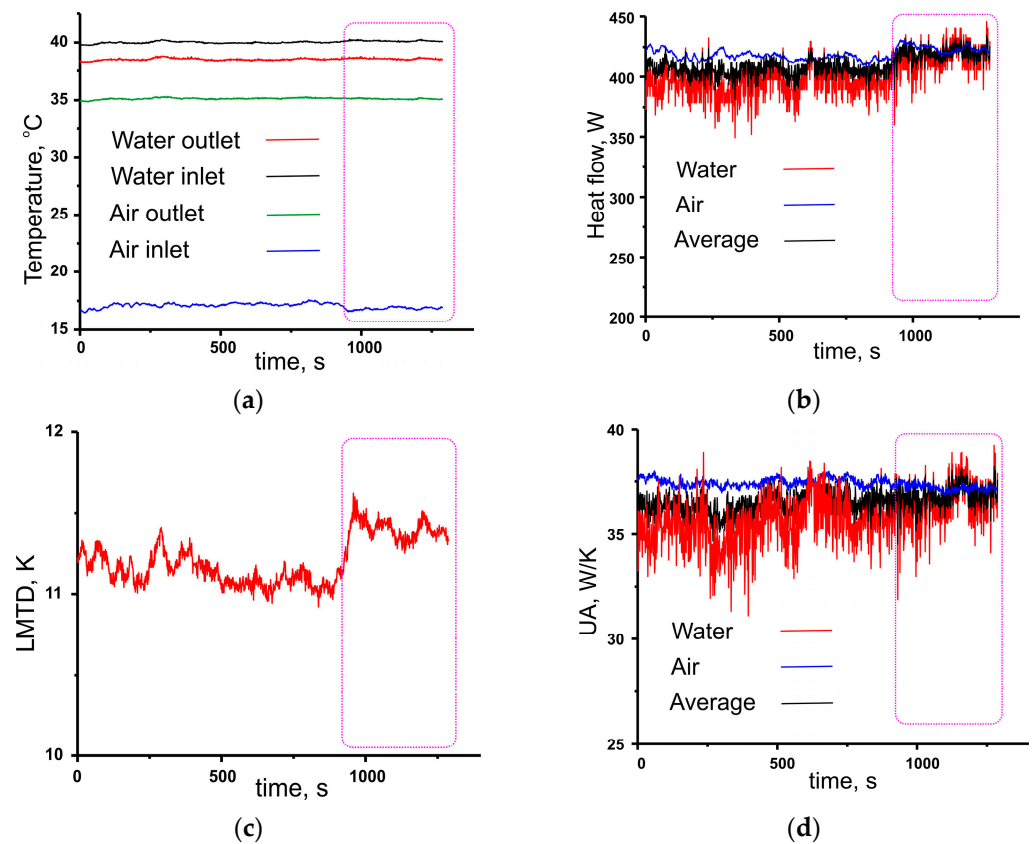 Temperature, °C
40
35
30
25
20
15
Water outlet
Water inlet
Air outlet
Air inlet
0
500
1000
time, s
(a)
Heat flow, W
450
400
350
300
250
200
Water
Air
Average
0
500
1000
time, s
(b)
LMTD, K
12
11
10
0
500
1000
time, s
(c)
UA, W/K
40
35
30
25
Water
Air
Average
0
500
1000
time, s
(d)